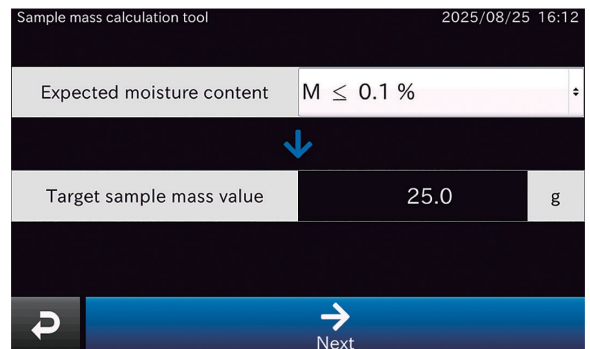 Sample mass calculation tool 2025/08/25 16:12
Expected moisture content M ≤ 0.1 %
Target sample mass value 25.0 g
Next